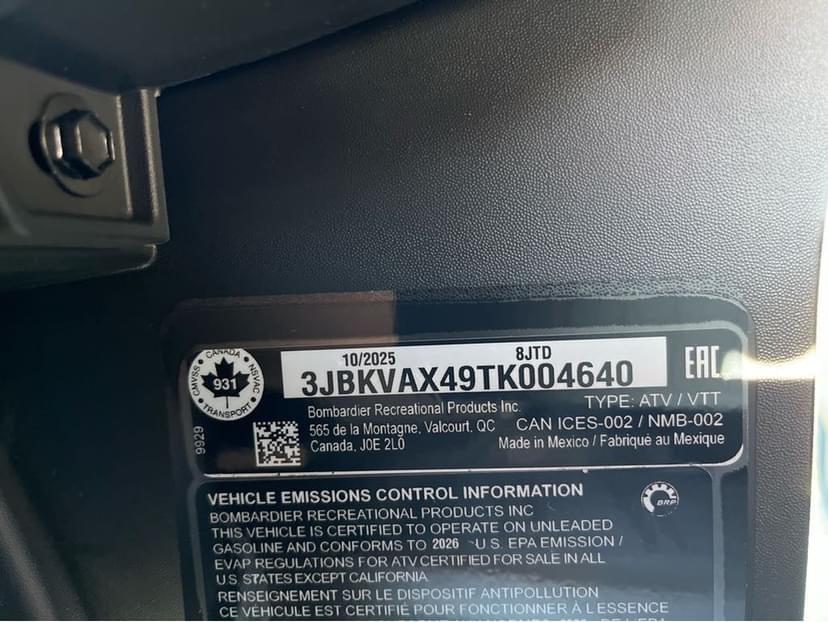 10/2025 8JTD
3JBKVAX49TK004640
EAC
CANADA
CMVSS • NSVAC
931
TRANSPORT
9929
Bombardier Recreational Products Inc.
565 de la Montagne, Valcourt, QC
Canada, J0E 2L0
TYPE: ATV / VTT
CAN ICES-002 / NMB-002
Made in Mexico / Fabriqué au Mexique
VEHICLE EMISSIONS CONTROL INFORMATION
BRP
BOMBARDIER RECREATIONAL PRODUCTS INC
THIS VEHICLE IS CERTIFIED TO OPERATE ON UNLEADED
GASOLINE AND CONFORMS TO 2026 U.S. EPA EMISSION /
EVAP REGULATIONS FOR ATV CERTIFIED FOR SALE IN ALL
U.S. STATES EXCEPT CALIFORNIA
RENSEIGNEMENT SUR LE DISPOSITIF ANTIPOLLUTION
CE VÉHICULE EST CERTIFIÉ POUR FONCTIONNER À L'ESSENCE